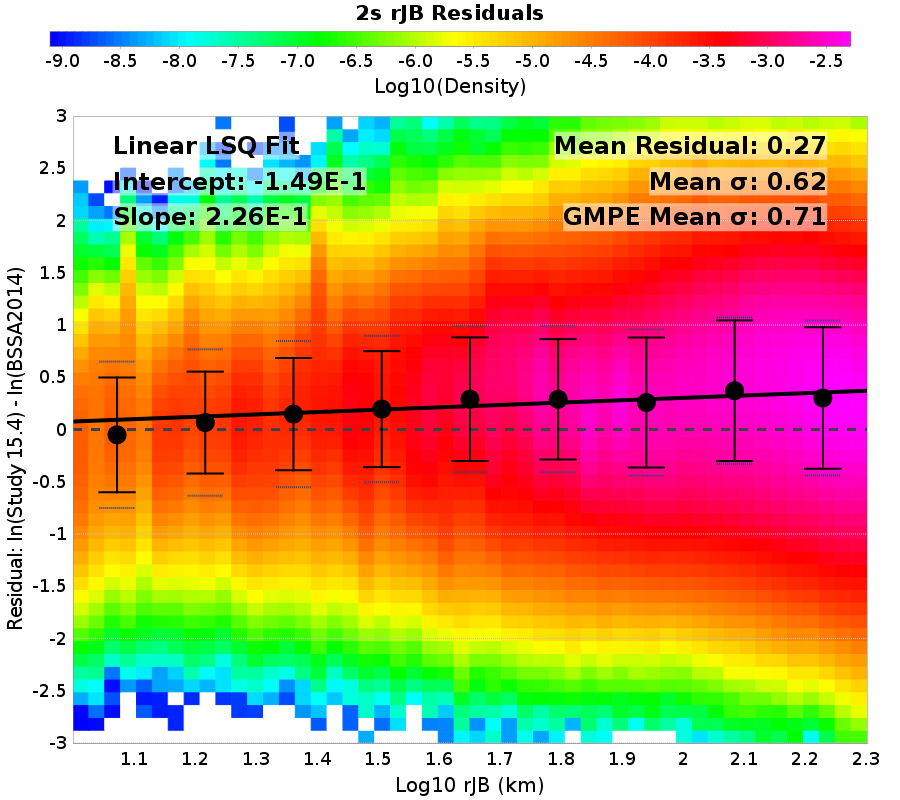 2s rJB Residuals
-9.0 -8.5 -8.0 -7.5 -7.0 -6.5 -6.0 -5.5 -5.0 -4.5 -4.0 -3.5 -3.0 -2.5
Log10(Density)
Linear LSQ Fit
Intercept: -1.49E-1
Slope: 2.26E-1
Mean Residual: 0.27
Mean σ: 0.62
GMPE Mean σ: 0.71
Residual: ln(Study 15.4) - ln(BSSA2014)
3
2.5
2
1.5
1
0.5
0
-0.5
-1
-1.5
-2
-2.5
-3
1.1 1.2 1.3 1.4 1.5 1.6 1.7 1.8 1.9 2 2.1 2.2 2.3
Log10 rJB (km)